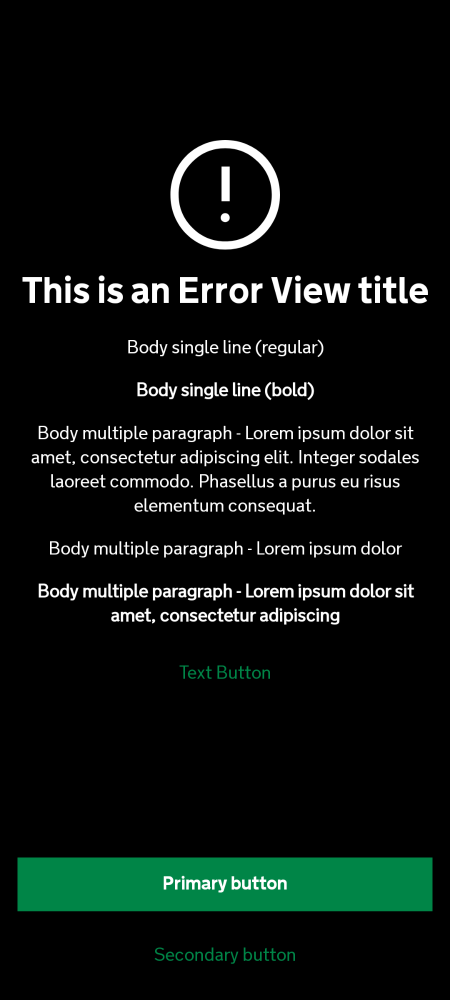 This is an Error View title
Body single line (regular)
Body single line (bold)
Body multiple paragraph - Lorem ipsum dolor sit
amet, consectetur adipiscing elit. Integer sodales
laoreet commodo. Phasellus a purus eu risus
elementum consequat.
Body multiple paragraph - Lorem ipsum dolor
Body multiple paragraph - Lorem ipsum dolor sit
amet, consectetur adipiscing
Text Button
Primary button
Secondary button